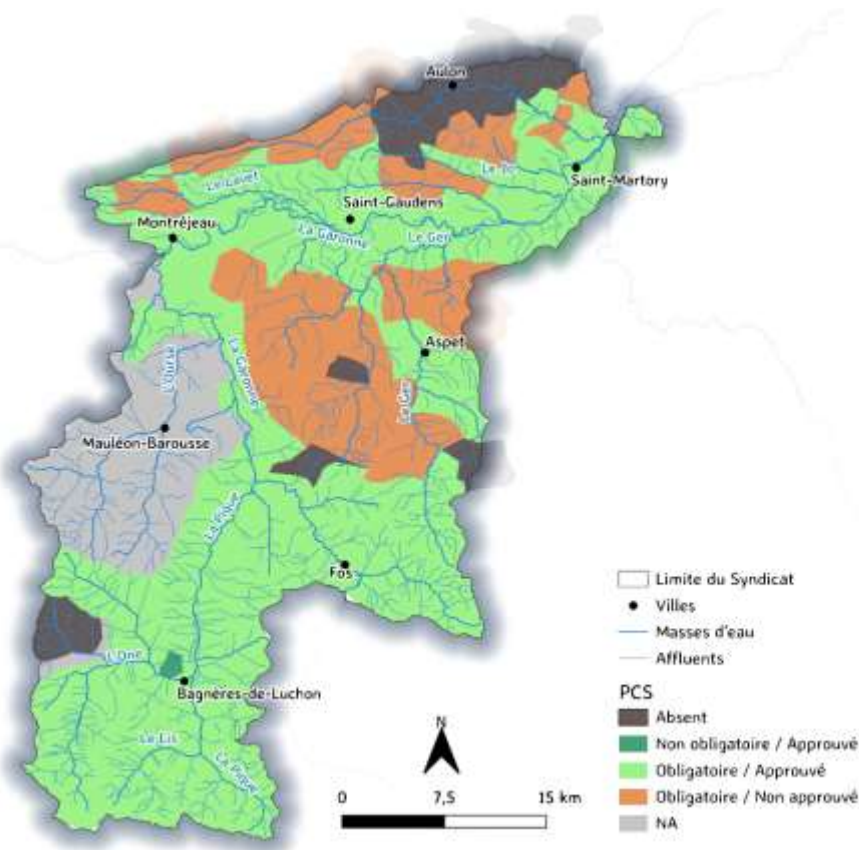 Aulon
Le Jo
Le Lavet
Saint-Martory
Saint-Gaudens
Montréjeau
La Garonne
Le Ger
Aspet
L'Ourse
La Garonne
Le Ger
Mauléon-Barousse
La Pique
Fos
Limite du Syndicat
Villes
Masses d'eau
Affluents
L'One
PCS
Bagnères-de-Luchon
Absent
N
Non obligatoire / Approuvé
Le Lis
Obligatoire / Approuvé
La Pique
0 7,5 15 km
Obligatoire / Non approuvé
NA